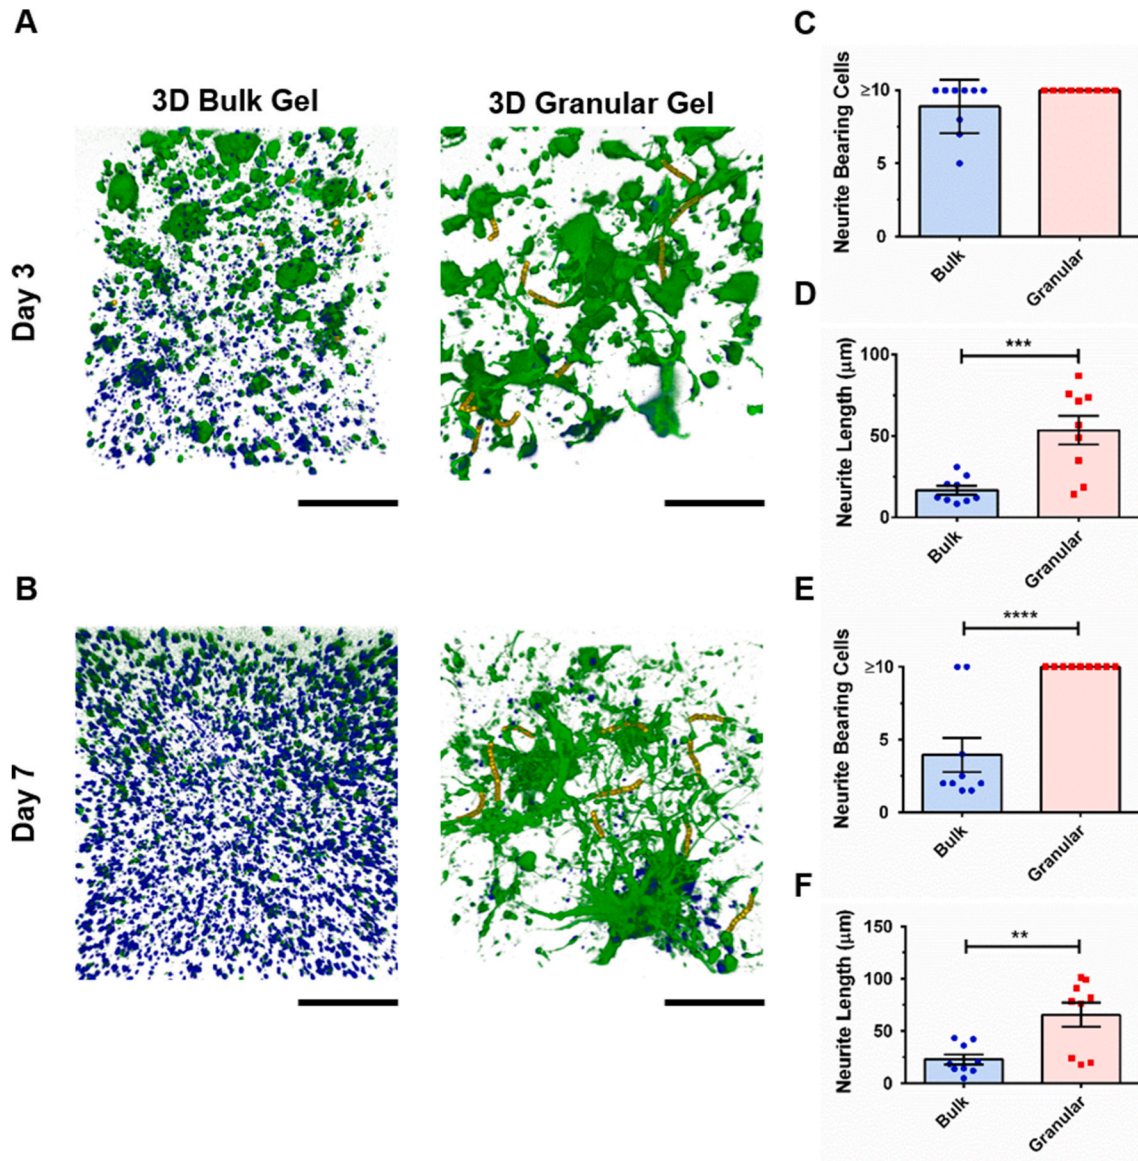 A
3D Bulk Gel
3D Granular Gel
Day 3
B
Day 7
C
Neurite Bearing Cells
≥10
5
0
Bulk
Granular
D
Neurite Length (μm)
100
50
0
***
Bulk
Granular
E
Neurite Bearing Cells
≥10
5
0
****
Bulk
Granular
F
Neurite Length (μm)
150
100
50
0
**
Bulk
Granular